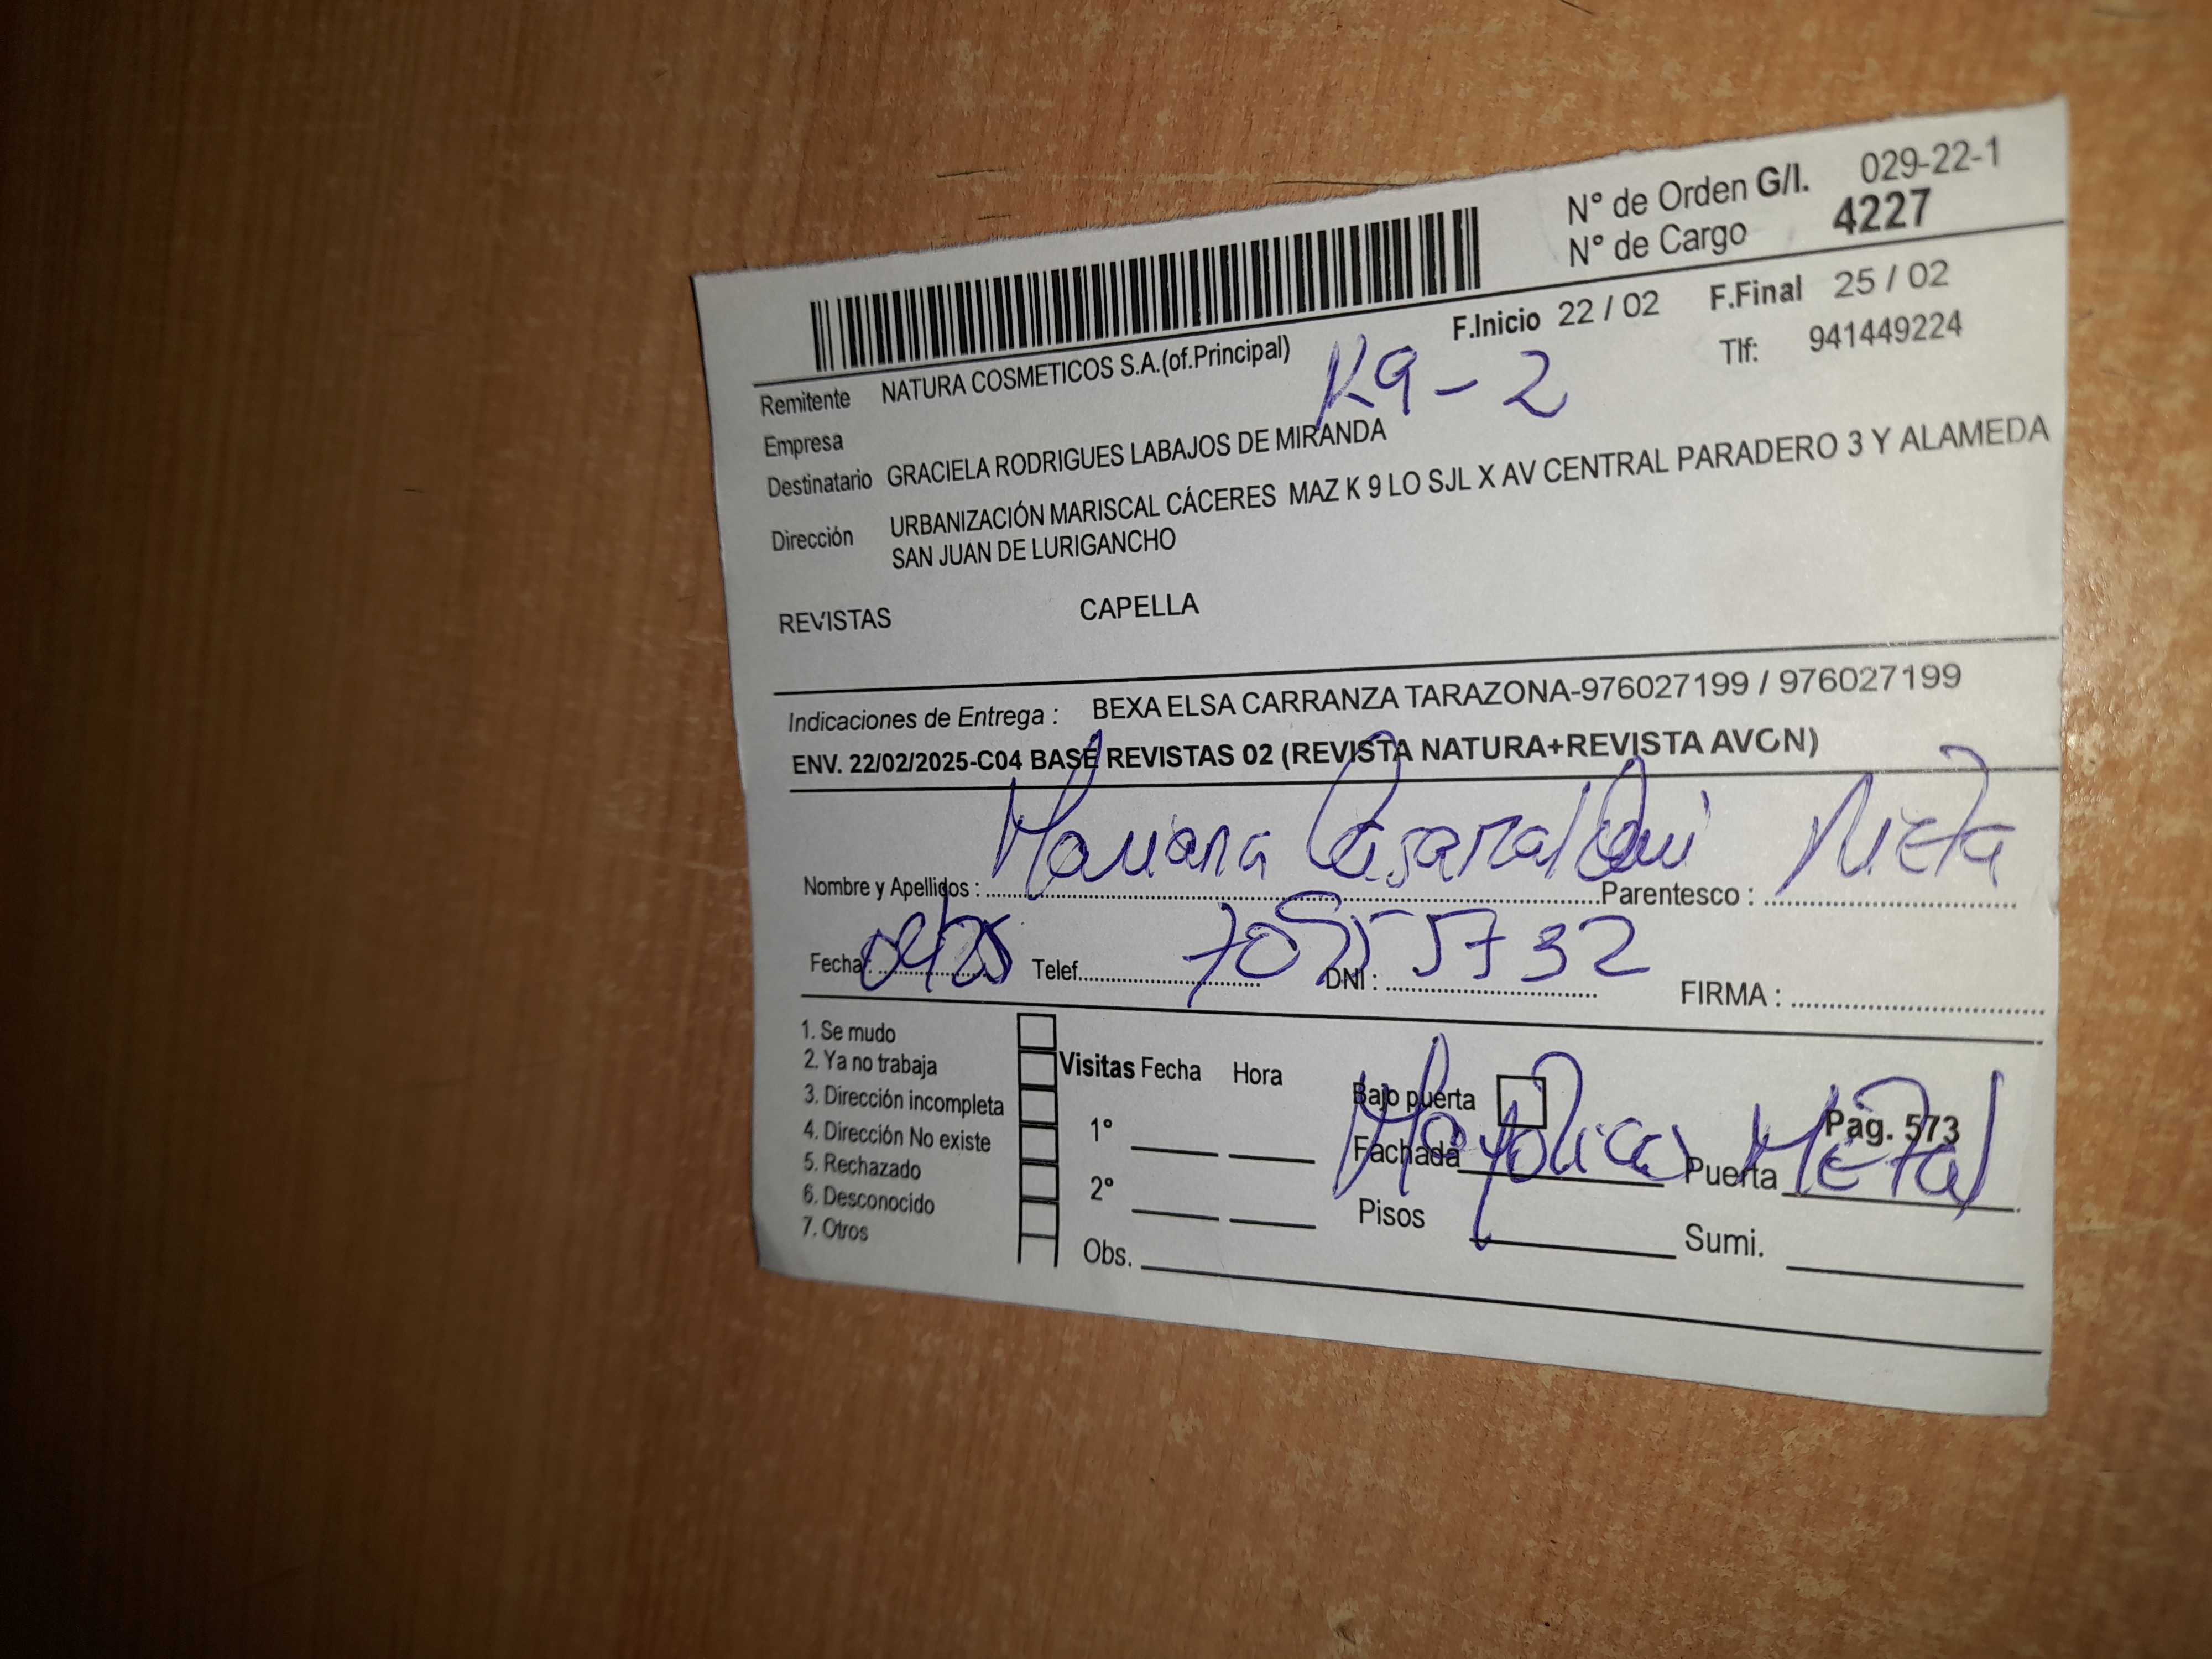 N° de Orden G/I. 029-22-1
N° de Cargo 4227
F.Inicio 22 / 02 F.Final 25 / 02
Remitente NATURA COSMETICOS S.A.(of.Principal) K9-2 Tlf: 941449224
Empresa
Destinatario GRACIELA RODRIGUES LABAJOS DE MIRANDA
Dirección URBANIZACIÓN MARISCAL CÁCERES MAZ K 9 LO SJL X AV CENTRAL PARADERO 3 Y ALAMEDA
SAN JUAN DE LURIGANCHO
REVISTAS CAPELLA
Indicaciones de Entrega : BEXA ELSA CARRANZA TARAZONA-976027199 / 976027199
ENV. 22/02/2025-C04 BASE REVISTAS 02 (REVISTA NATURA+REVISTA AVON)
Nombre y Apellidos : Mariana Parentesco : Nieta
Fecha: Telef. DNI : FIRMA :
1. Se mudo
2. Ya no trabaja
3. Dirección incompleta
4. Dirección No existe
5. Rechazado
6. Desconocido
7. Otros
Visitas Fecha Hora
1°
2°
Obs.
Bajo puerta
Pag. 573
Fachada Mayolica Puerta Metal
Pisos Sumi.